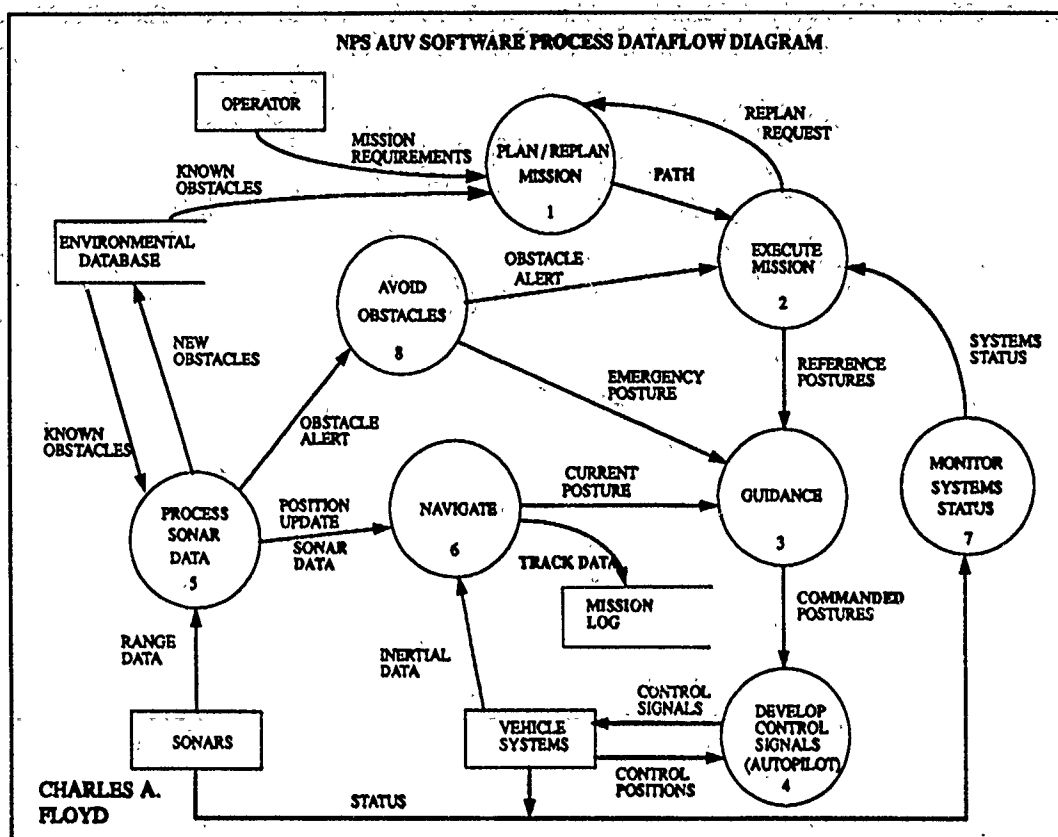 NPS AUV SOFTWARE PROCESS DATAFLOW DIAGRAM
OPERATOR
MISSION
REQUIREMENTS
KNOWN
OBSTACLES
PLAN / REPLAN
MISSION
1
REPLAN
REQUEST
PATH
ENVIRONMENTAL
DATABASE
AVOID
OBSTACLES
8
OBSTACLE
ALERT
EXECUTE
MISSION
2
NEW
OBSTACLES
KNOWN
OBSTACLES
OBSTACLE
ALERT
EMERGENCY
POSTURE
REFERENCE
POSTURES
SYSTEMS
STATUS
PROCESS
SONAR
DATA
5
POSITION
UPDATE
SONAR
DATA
NAVIGATE
6
CURRENT
POSTURE
GUIDANCE
3
MONITOR
SYSTEMS
STATUS
7
TRACK DATA
MISSION
LOG
COMMANDED
POSTURES
RANGE
DATA
INERTIAL
DATA
SONARS
VEHICLE
SYSTEMS
CONTROL
SIGNALS
CONTROL
POSITIONS
DEVELOP
CONTROL
SIGNALS
(AUTOPILOT)
4
STATUS
CHARLES A.
FLOYD